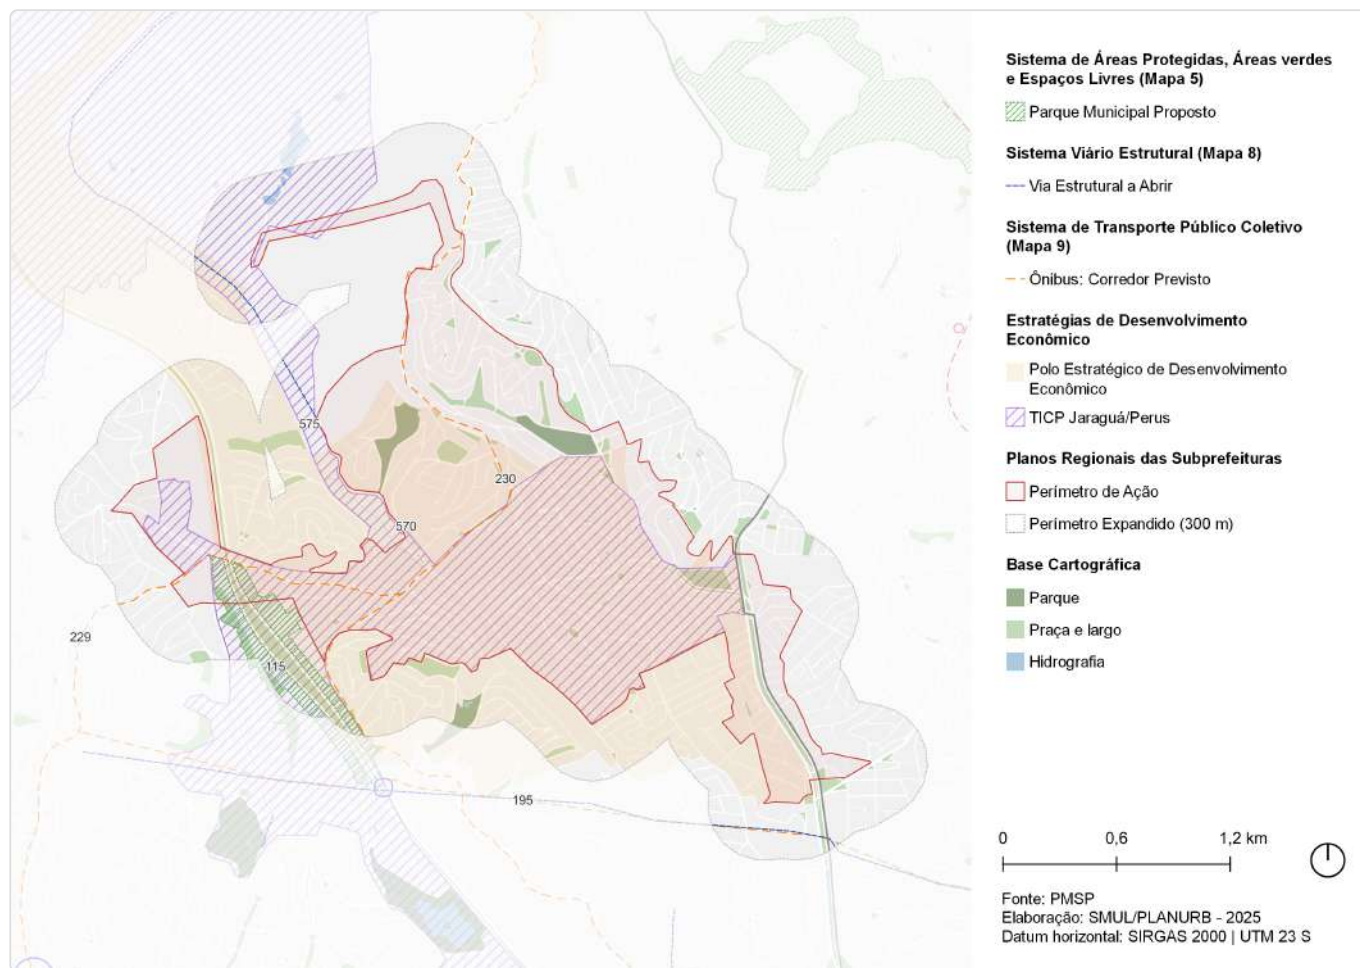 Sistema de Áreas Protegidas, Áreas verdes
e Espaços Livres (Mapa 5)
Parque Municipal Proposto
Sistema Viário Estrutural (Mapa 8)
Via Estrutural a Abrir
Sistema de Transporte Público Coletivo
(Mapa 9)
Ônibus: Corredor Previsto
Estratégias de Desenvolvimento
Econômico
Polo Estratégico de Desenvolvimento
Econômico
TICP Jaraguá/Perus
Planos Regionais das Subprefeituras
Perímetro de Ação
Perímetro Expandido (300 m)
Base Cartográfica
Parque
Praça e largo
Hidrografia
575
230
570
229
115
195
0 0,6 1,2 km
Fonte: PMSP
Elaboração: SMUL/PLANURB - 2025
Datum horizontal: SIRGAS 2000 | UTM 23 S